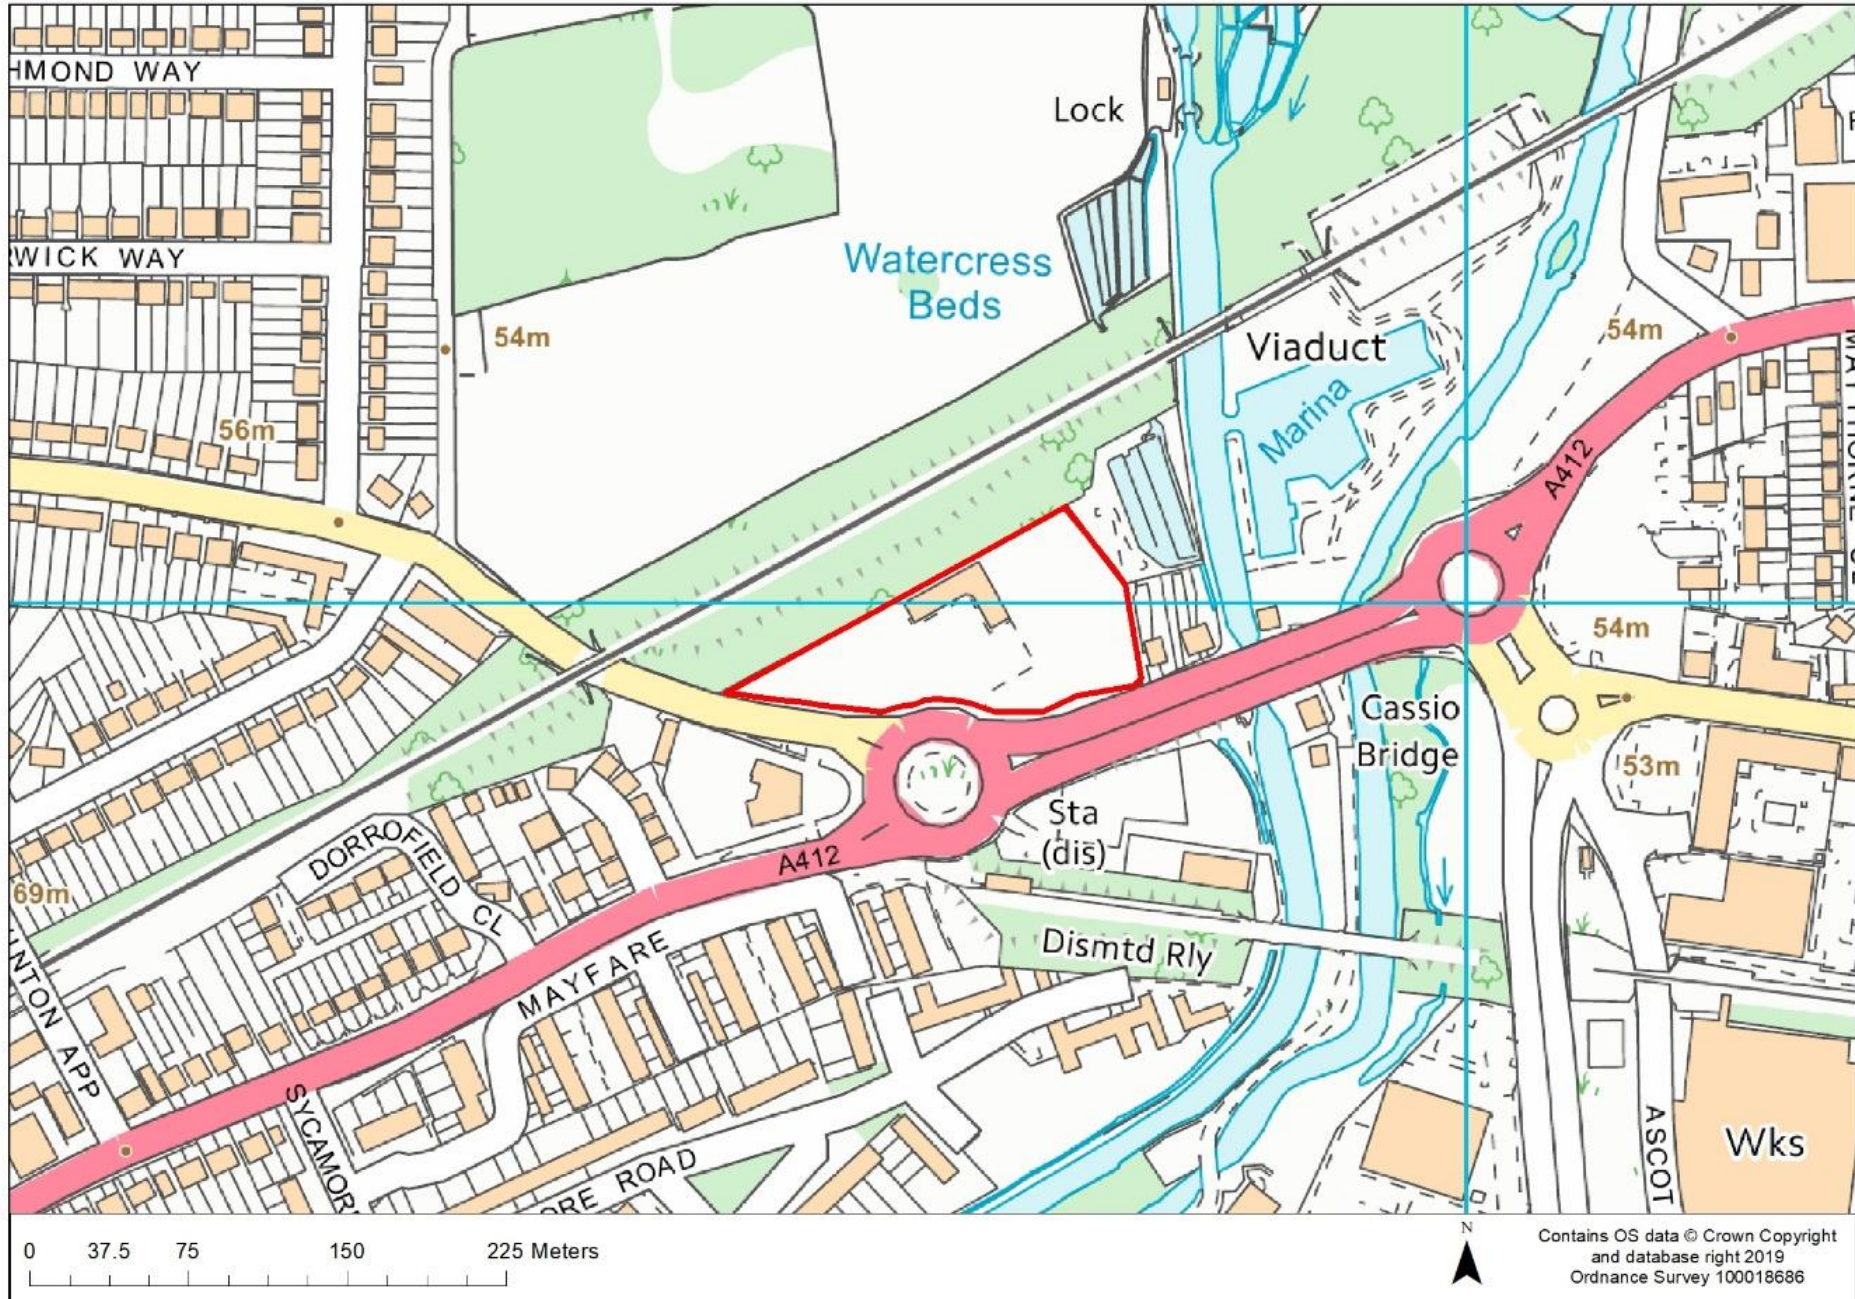 HMOND WAY
Lock
WICK WAY
Watercress
Beds
54m
Viaduct
54m
Marina
56m
A412
54m
Cassio
Bridge
53m
Sta
(dis)
A412
DORROFIELD CL
69m
Dismtd Rly
MAYFARE
NTON APP
SYCAMOR
ASCOT
Wks
ORE ROAD
0 37.5 75 150 225 Meters
N
Contains OS data © Crown Copyright
and database right 2019
Ordnance Survey 100018686